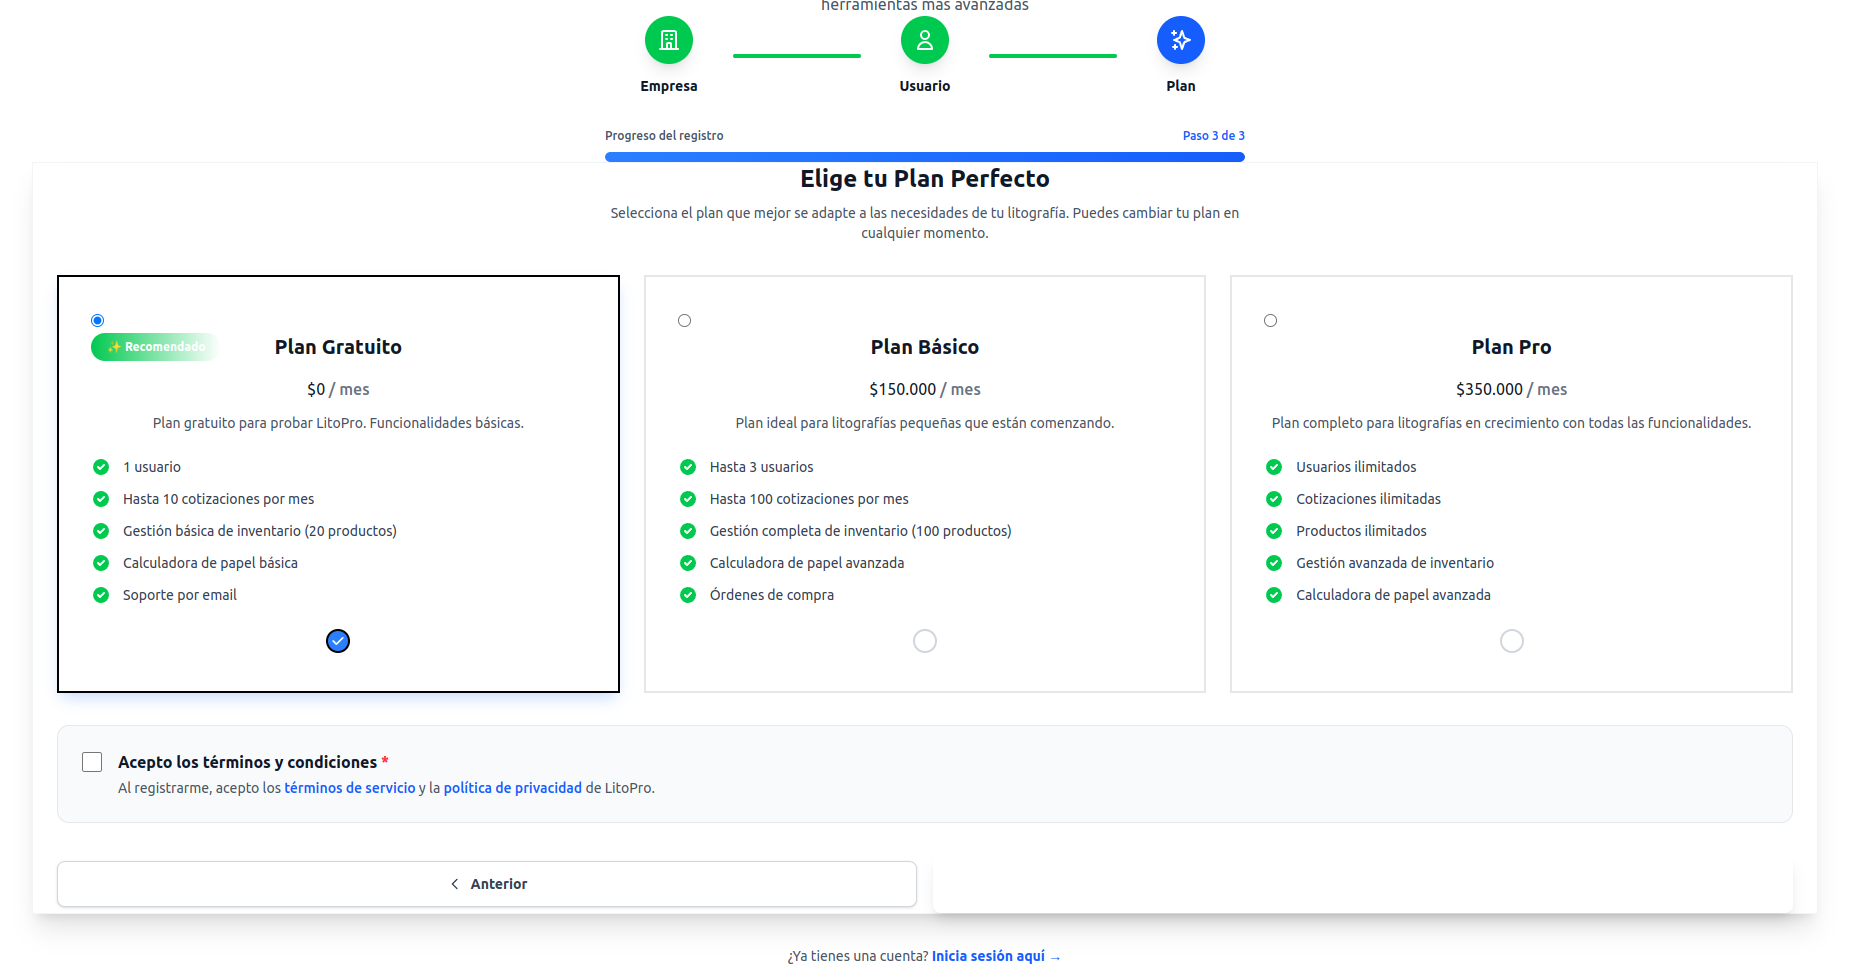 herramientas más avanzadas
Empresa
Usuario
Plan
Progreso del registro
Paso 3 de 3
Elige tu Plan Perfecto
Selecciona el plan que mejor se adapte a las necesidades de tu litografía. Puedes cambiar tu plan en
cualquier momento.
✨ Recomendado
Plan Gratuito
$0 / mes
Plan gratuito para probar LitoPro. Funcionalidades básicas.
1 usuario
Hasta 10 cotizaciones por mes
Gestión básica de inventario (20 productos)
Calculadora de papel básica
Soporte por email
Plan Básico
$150.000 / mes
Plan ideal para litografías pequeñas que están comenzando.
Hasta 3 usuarios
Hasta 100 cotizaciones por mes
Gestión completa de inventario (100 productos)
Calculadora de papel avanzada
Órdenes de compra
Plan Pro
$350.000 / mes
Plan completo para litografías en crecimiento con todas las funcionalidades.
Usuarios ilimitados
Cotizaciones ilimitadas
Productos ilimitados
Gestión avanzada de inventario
Calculadora de papel avanzada
Acepto los términos y condiciones *
Al registrarme, acepto los términos de servicio y la política de privacidad de LitoPro.
Anterior
¿Ya tienes una cuenta? Inicia sesión aquí →